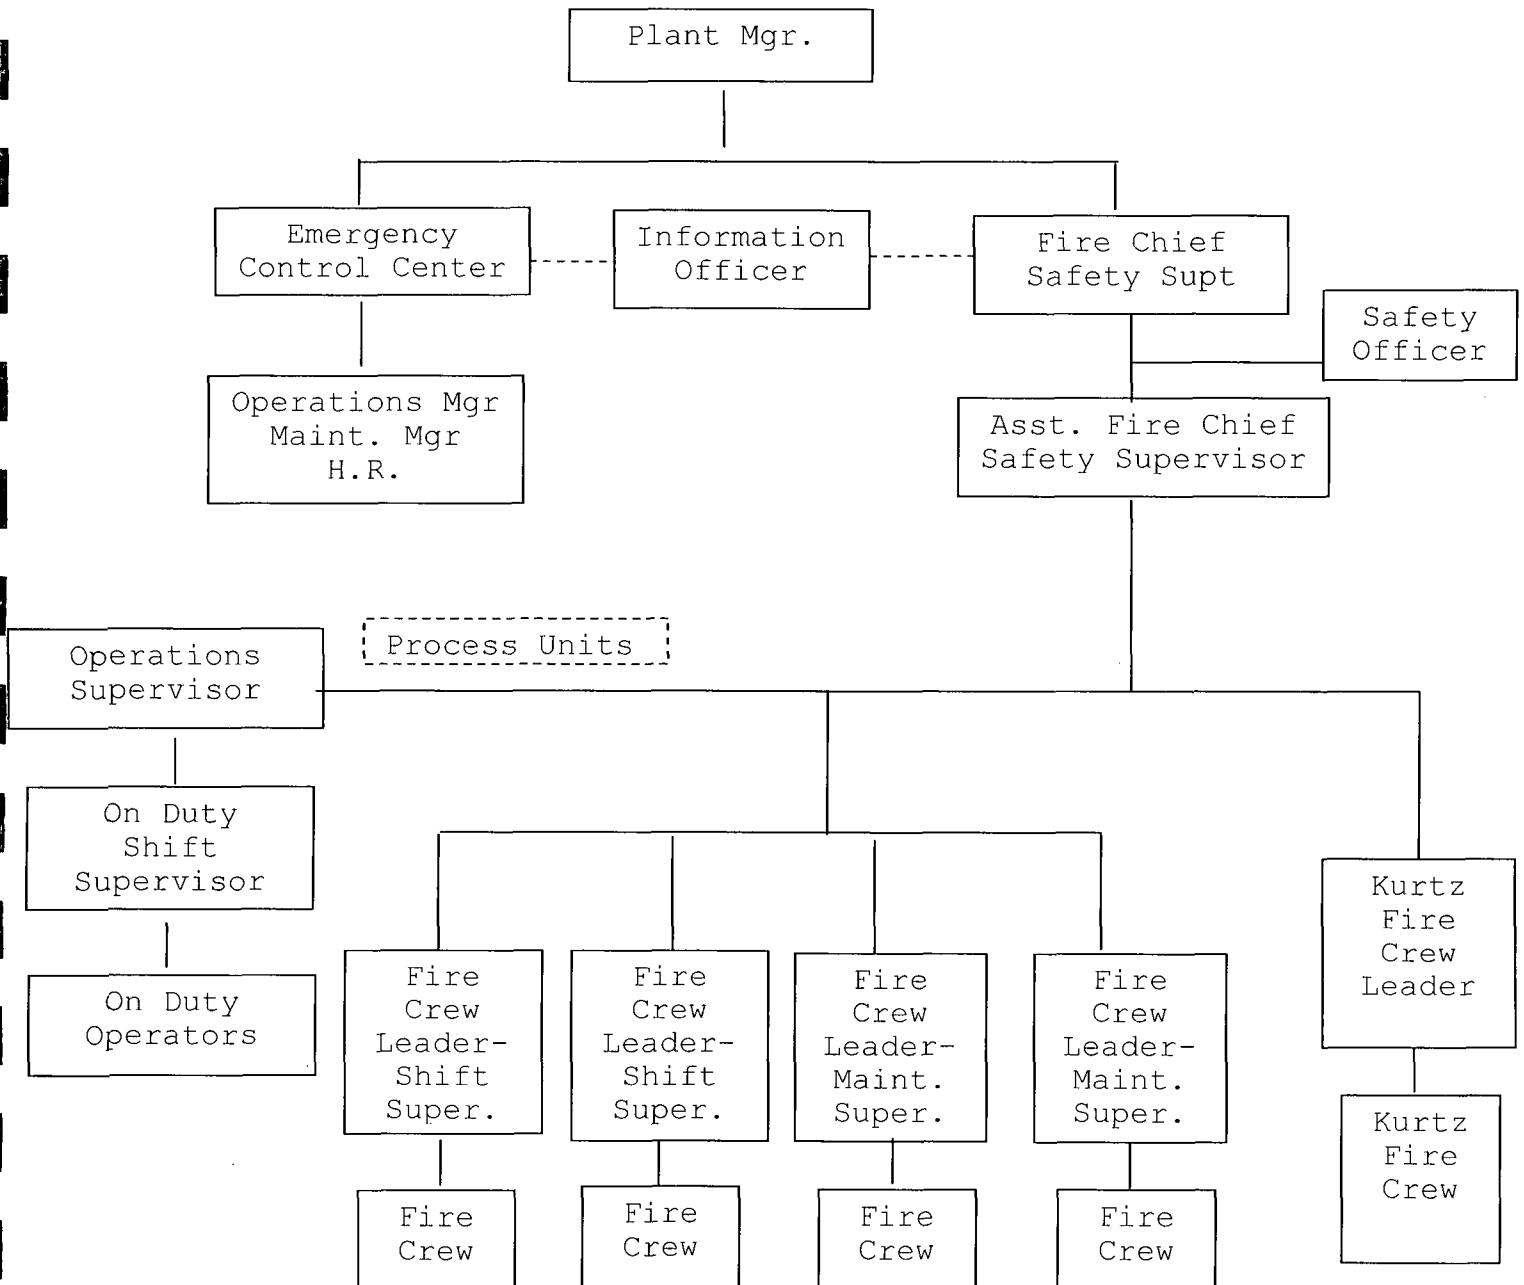 Plant Mgr.
Emergency
Control Center
Information
Officer
Fire Chief
Safety Supt
Safety
Officer
Operations Mgr
Maint. Mgr
H.R.
Asst. Fire Chief
Safety Supervisor
Process Units
Operations
Supervisor
On Duty
Shift
Supervisor
On Duty
Operators
Fire
Crew
Leader-
Shift
Super.
Fire
Crew
Leader-
Shift
Super.
Fire
Crew
Leader-
Maint.
Super.
Fire
Crew
Leader-
Maint.
Super.
Kurtz
Fire
Crew
Leader
Fire
Crew
Fire
Crew
Fire
Crew
Fire
Crew
Kurtz
Fire
Crew